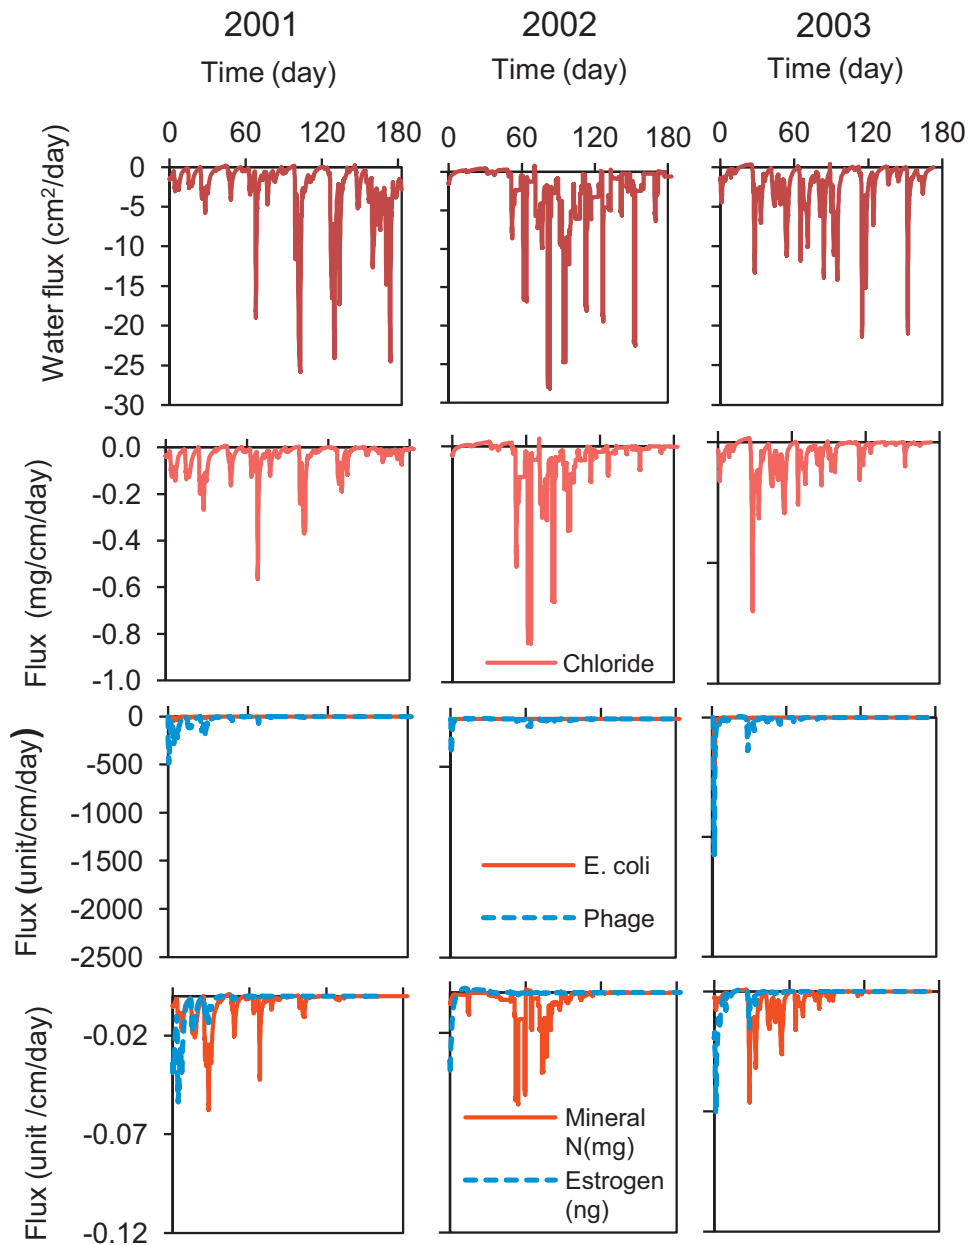 2001 2002 2003
Time (day) Time (day) Time (day)
0 60 120 180 0 60 120 180 0 60 120 180
Water flux (cm²/day)
0
-5
-10
-15
-20
-25
-30
Flux (mg/cm/day)
0.0
-0.2
-0.4
-0.6
-0.8
-1.0
Chloride
Flux (unit/cm/day)
0
-500
-1000
-1500
-2000
-2500
E. coli
Phage
Flux (unit /cm/day)
-0.02
-0.07
-0.12
Mineral
N(mg)
Estrogen
(ng)